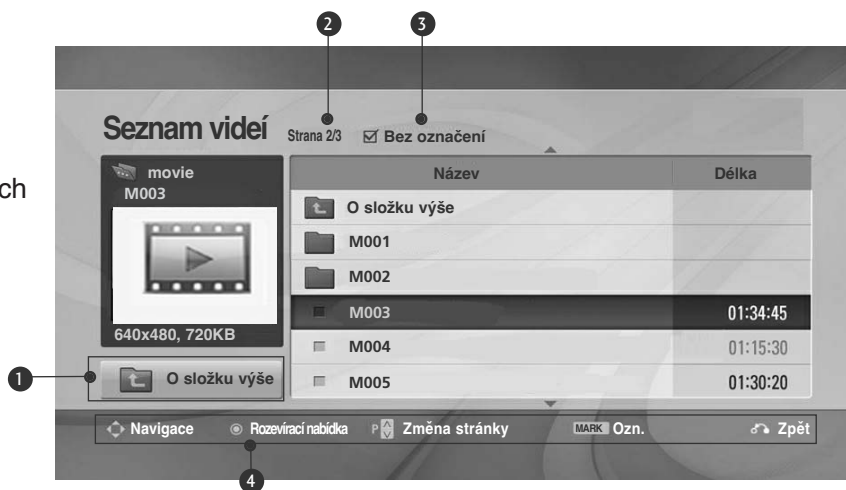 2 3
Seznam videí Strana 2/3 Bez označení
movie
M003
ch
640x480, 720KB
1 O složku výše
Název Délka
O složku výše
M001
M002
M003 01:34:45
M004 01:15:30
M005 01:30:20
Navigace Rozevírací nabídka P Změna stránky MARK Ozn. Zpět
4